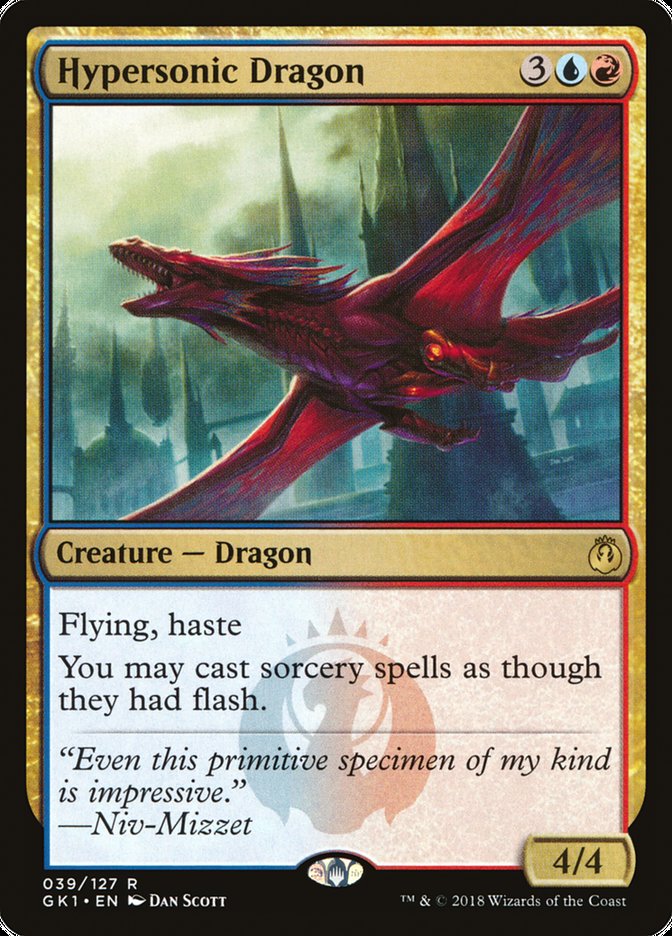 Hypersonic Dragon 3
Creature — Dragon
Flying, haste
You may cast sorcery spells as though
they had flash.
“Even this primitive specimen of my kind
is impressive.”
—Niv-Mizzet
4/4
039/127 R
GK1 • EN Dan Scott
™ & © 2018 Wizards of the Coast